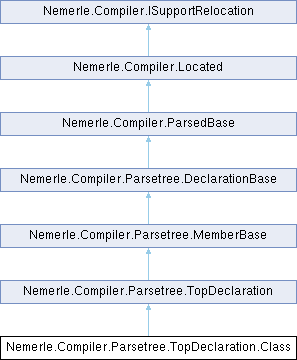 Nemerle.Compiler.ISupportRelocation
Nemerle.Compiler.Located
Nemerle.Compiler.ParsedBase
Nemerle.Compiler.Parsetree.DeclarationBase
Nemerle.Compiler.Parsetree.MemberBase
Nemerle.Compiler.Parsetree.TopDeclaration
Nemerle.Compiler.Parsetree.TopDeclaration.Class